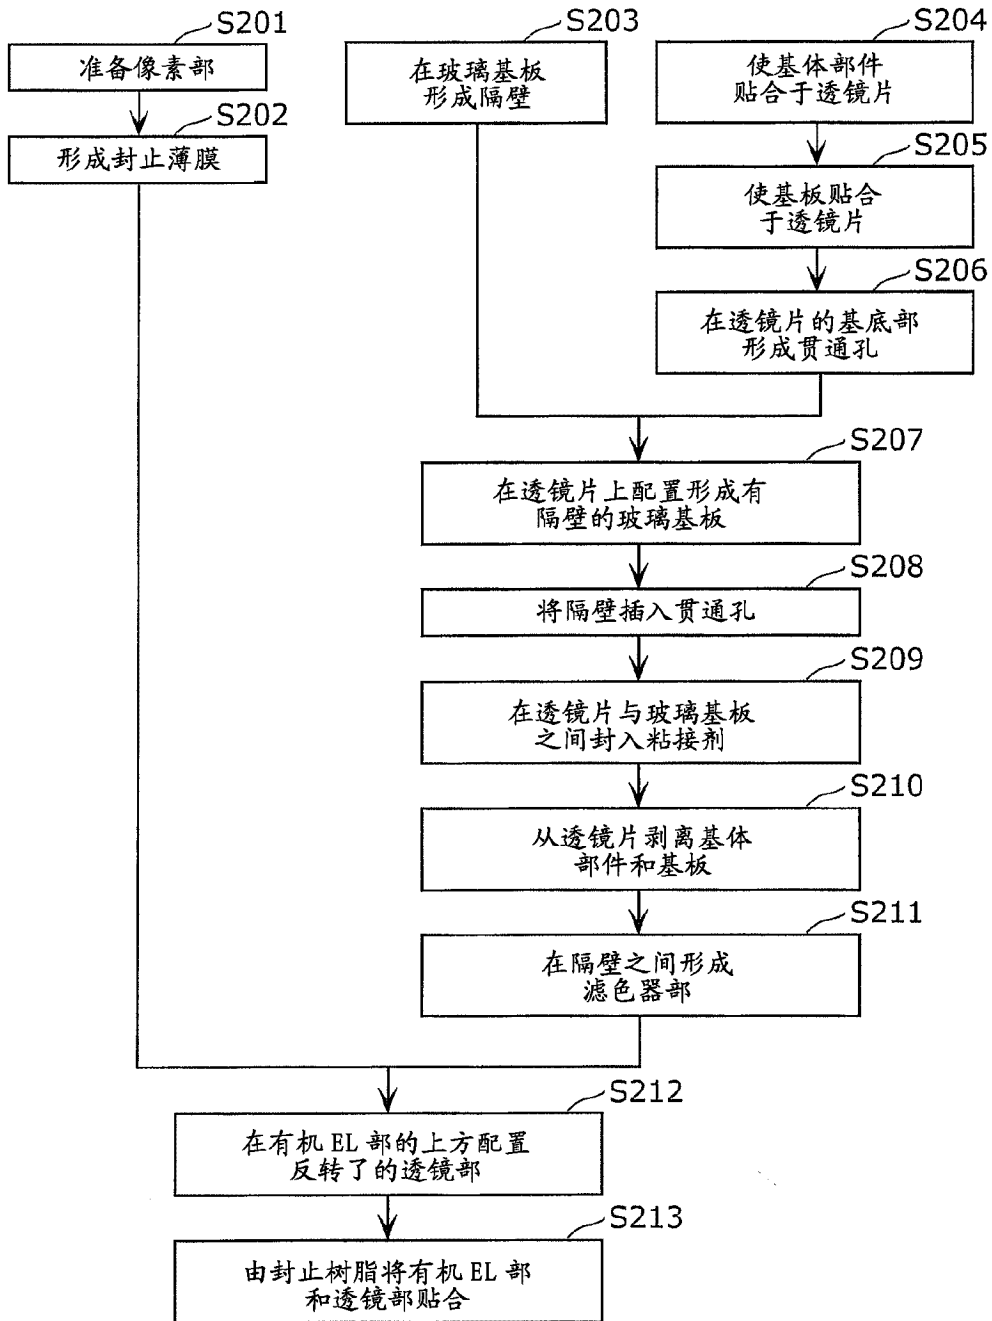 S201
准备像素部
S202
形成封止薄膜
S203
在玻璃基板
形成隔壁
S204
使基体部件
贴合于透镜片
S205
使基板贴合
于透镜片
S206
在透镜片的基底部
形成贯通孔
S207
在透镜片上配置形成有
隔壁的玻璃基板
S208
将隔壁插入贯通孔
S209
在透镜片与玻璃基板
之间封入粘接剂
S210
从透镜片剥离基体
部件和基板
S211
在隔壁之间形成
滤色器部
S212
在有机 EL 部的上方配置
反转了的透镜部
S213
由封止树脂将有机 EL 部
和透镜部贴合